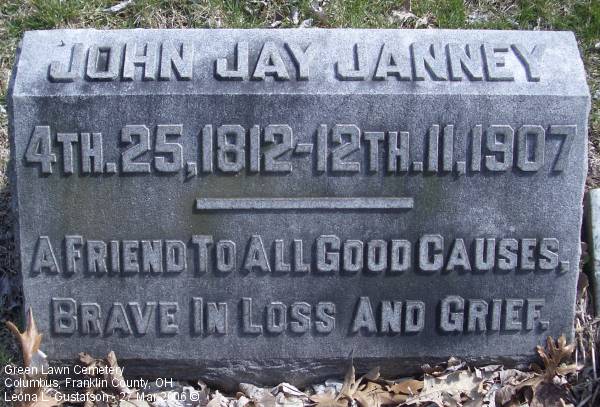 JOHN JAY JANNEY
4TH. 25, 1812-12TH. 11, 1907
A FRIEND TO ALL GOOD CAUSES,
BRAVE IN LOSS AND GRIEF.
Green Lawn Cemetery
Columbus, Franklin County, OH
Leona L. Gustafson - 27 Mar 2006 ©